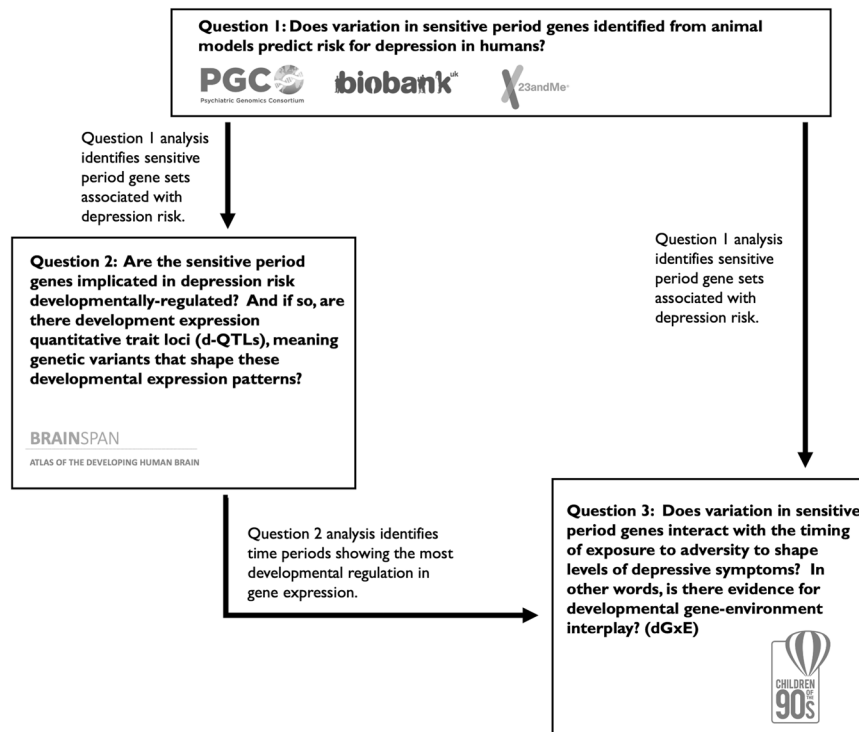 Question 1: Does variation in sensitive period genes identified from animal
models predict risk for depression in humans?
PGC
Psychiatric Genomics Consortium
biobank uk
23andMe
Question 1 analysis
identifies sensitive
period gene sets
associated with
depression risk.
Question 2: Are the sensitive period
genes implicated in depression risk
developmentally-regulated? And if so, are
there development expression
quantitative trait loci (d-QTLs), meaning
genetic variants that shape these
developmental expression patterns?
BRAINSPAN
ATLAS OF THE DEVELOPING HUMAN BRAIN
Question 1 analysis
identifies sensitive
period gene sets
associated with
depression risk.
Question 2 analysis identifies
time periods showing the most
developmental regulation in
gene expression.
Question 3: Does variation in sensitive
period genes interact with the timing
of exposure to adversity to shape
levels of depressive symptoms? In
other words, is there evidence for
developmental gene-environment
interplay? (dGxE)
CHILDREN
OF THE
90s